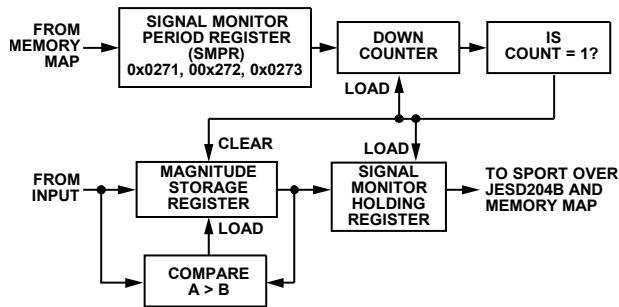 FROM
MEMORY
MAP
SIGNAL MONITOR
PERIOD REGISTER
(SMPR)
0x0271, 00x272, 0x0273
DOWN
COUNTER
IS
COUNT = 1?
LOAD
CLEAR
LOAD
FROM
INPUT
MAGNITUDE
STORAGE
REGISTER
SIGNAL
MONITOR
HOLDING
REGISTER
TO SPORT OVER
JESD204B AND
MEMORY MAP
LOAD
COMPARE
A > B